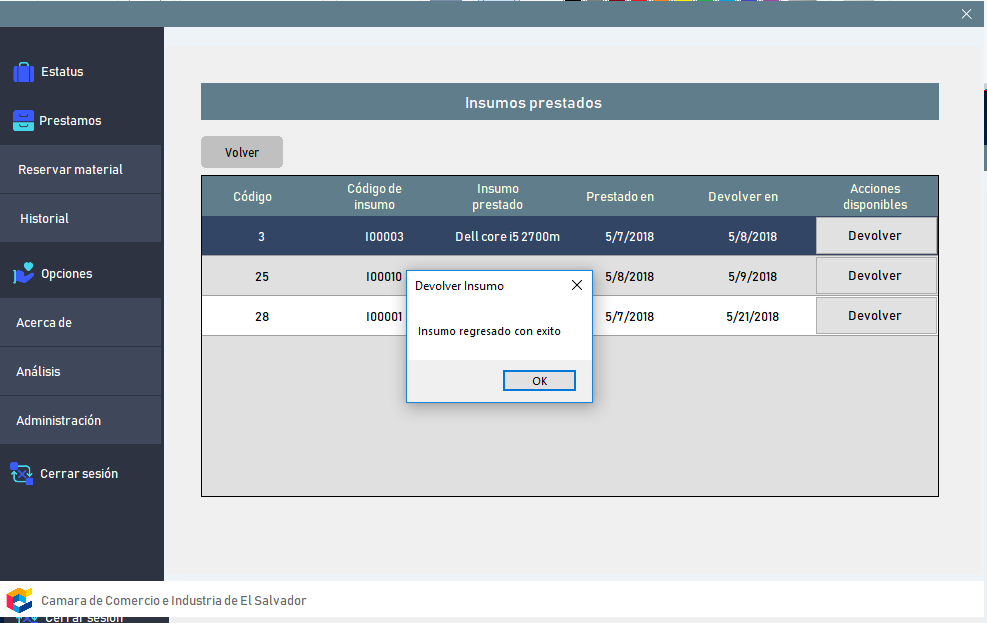 Estatus
Prestamos
Reservar material
Historial
Opciones
Acerca de
Análisis
Administración
Cerrar sesión
Insumos prestados
Volver
Código
Código de
insumo
Insumo
prestado
Prestado en
Devolver en
Acciones
disponibles
3 I00003 Dell core i5 2700m 5/7/2018 5/8/2018 Devolver
25 I00010 5/8/2018 5/9/2018 Devolver
28 I00001 5/7/2018 5/21/2018 Devolver
Devolver Insumo
Insumo regresado con exito
OK
Camara de Comercio e Industria de El Salvador
Cerrar sesión